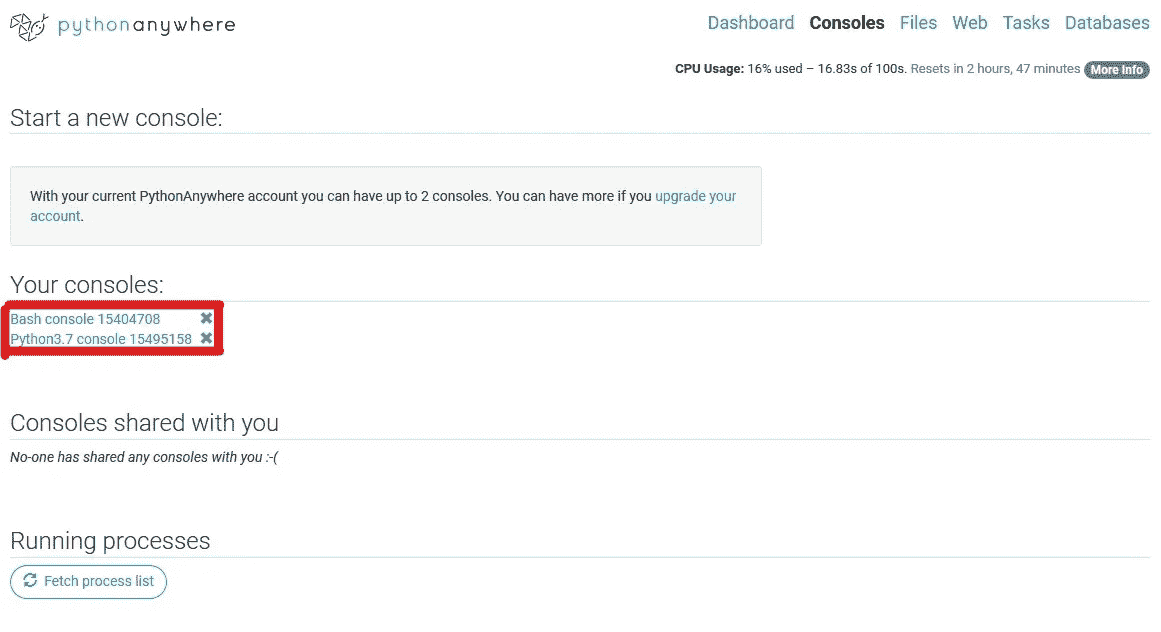 pythonanywhere
Dashboard Consoles Files Web Tasks Databases
CPU Usage: 16% used – 16.83s of 100s. Resets in 2 hours, 47 minutes More Info
Start a new console:
With your current PythonAnywhere account you can have up to 2 consoles. You can have more if you upgrade your
account.
Your consoles:
Bash console 15404708
Python3.7 console 15495158
Consoles shared with you
No-one has shared any consoles with you :-(
Running processes
Fetch process list